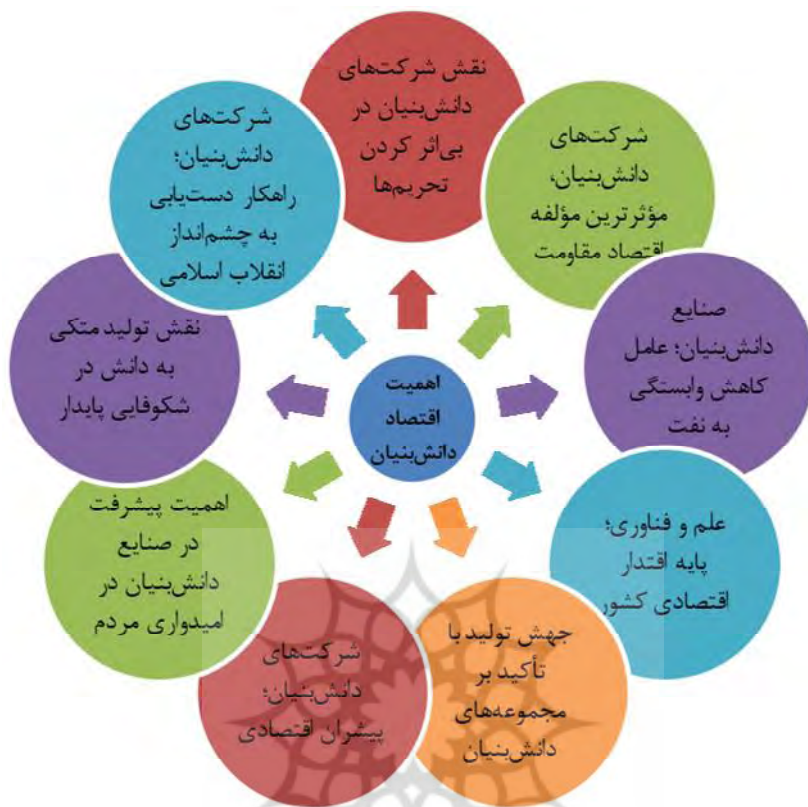 نقش شرکت‌های
دانش‌بنیان در
بی‌اثر کردن
تحریم‌ها
شرکت‌های
دانش‌بنیان،
مؤثرترین مؤلفه
اقتصاد مقاومت
صنایع
دانش‌بنیان؛ عامل
کاهش وابستگی
به نفت
علم و فناوری؛
پایه اقتدار
اقتصادی کشور
جهش تولید با
تأکید بر
مجموعه‌های
دانش‌بنیان
شرکت‌های
دانش‌بنیان؛
پیشران اقتصادی
اهمیت پیشرفت
در صنایع
دانش‌بنیان در
امیدواری مردم
نقش تولید متکی
به دانش در
شکوفایی پایدار
شرکت‌های
دانش‌بنیان؛
راهکار دست‌یابی
به چشم‌انداز
انقلاب اسلامی
اهمیت
اقتصاد
دانش‌بنیان